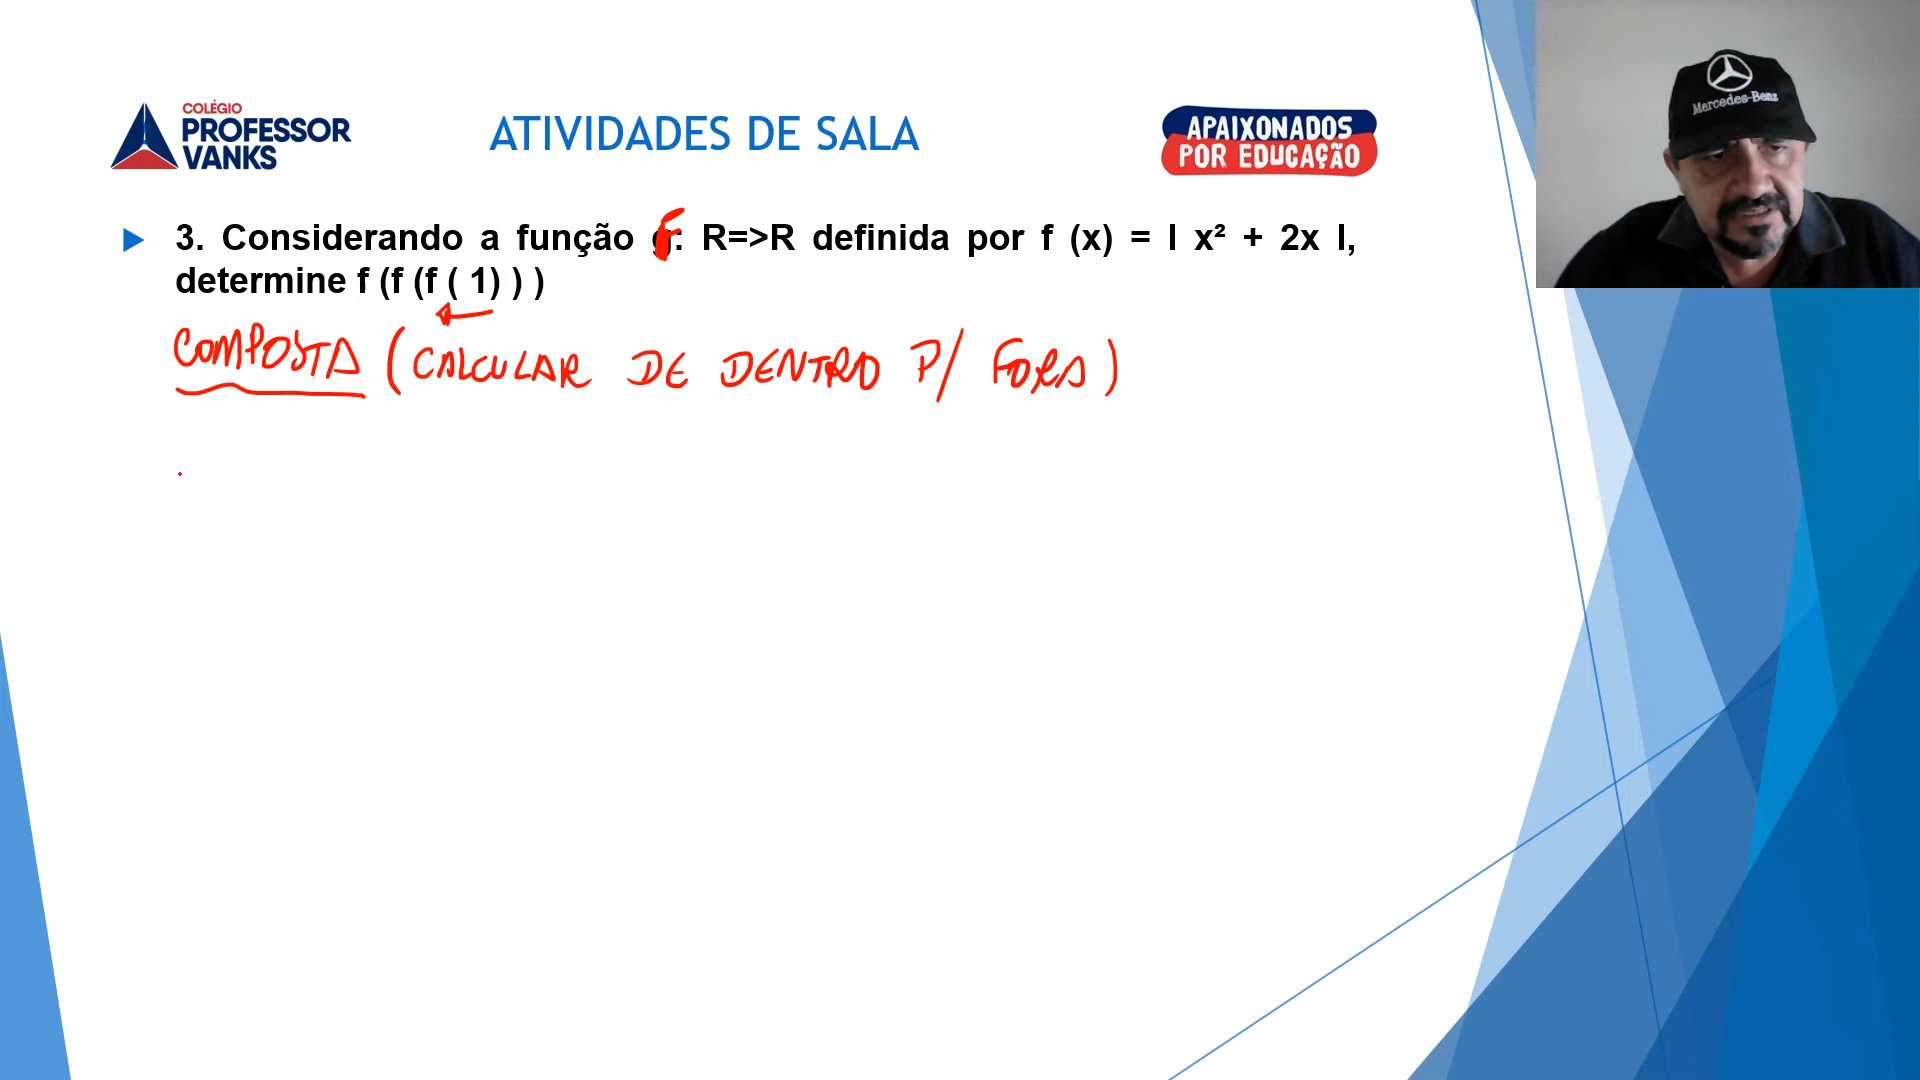 COLÉGIO
PROFESSOR
VANKS
ATIVIDADES DE SALA
APAIXONADOS
POR EDUCAÇÃO
Mercedes-Benz
3. Considerando a função f: R=>R definida por f (x) = l x² + 2x l,
determine f (f (f ( 1) ) )
COMPOSTA (CALCULAR DE DENTRO P/ FORA)